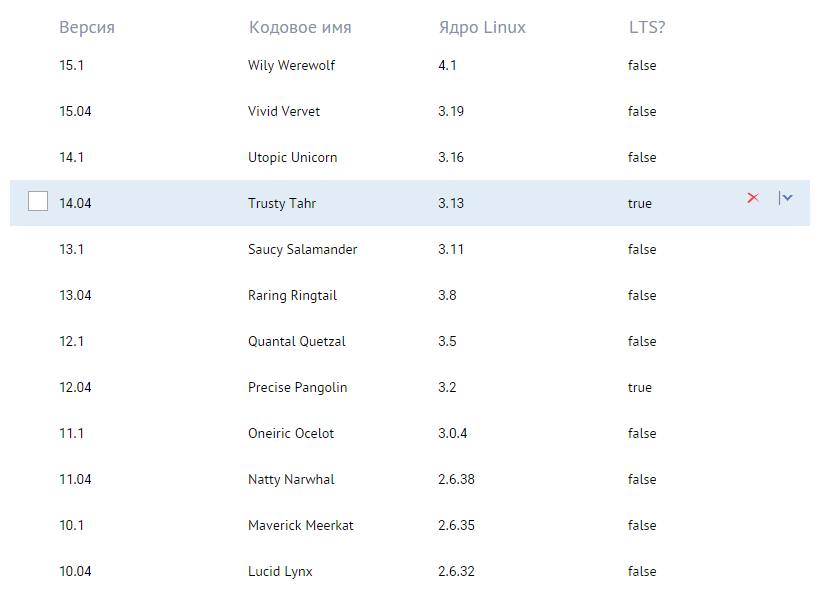 Версия Кодовое имя Ядро Linux LTS?
15.1 Wily Werewolf 4.1 false
15.04 Vivid Vervet 3.19 false
14.1 Utopic Unicorn 3.16 false
14.04 Trusty Tahr 3.13 true
13.1 Saucy Salamander 3.11 false
13.04 Raring Ringtail 3.8 false
12.1 Quantal Quetzal 3.5 false
12.04 Precise Pangolin 3.2 true
11.1 Oneiric Ocelot 3.0.4 false
11.04 Natty Narwhal 2.6.38 false
10.1 Maverick Meerkat 2.6.35 false
10.04 Lucid Lynx 2.6.32 false